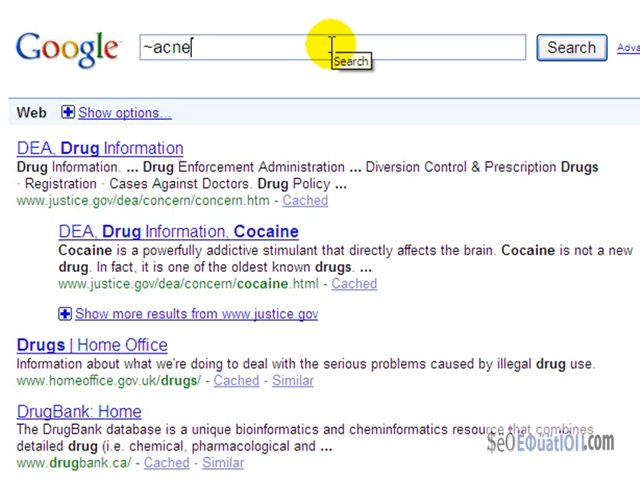 Google ~acne Search Adva
Search
Web Show options...
DEA, Drug Information
Drug Information. ... Drug Enforcement Administration ... Diversion Control & Prescription Drugs
· Registration · Cases Against Doctors. Drug Policy ...
www.justice.gov/dea/concern/concern.htm - Cached
DEA, Drug Information, Cocaine
Cocaine is a powerfully addictive stimulant that directly affects the brain. Cocaine is not a new
drug. In fact, it is one of the oldest known drugs. ...
www.justice.gov/dea/concern/cocaine.html - Cached
Show more results from www.justice.gov
Drugs | Home Office
Information about what we're doing to deal with the serious problems caused by illegal drug use.
www.homeoffice.gov.uk/drugs/ - Cached - Similar
DrugBank: Home
The DrugBank database is a unique bioinformatics and cheminformatics resource that combines
detailed drug (i.e. chemical, pharmacological and ...
www.drugbank.ca/ - Cached - Similar
SEOEquation.com